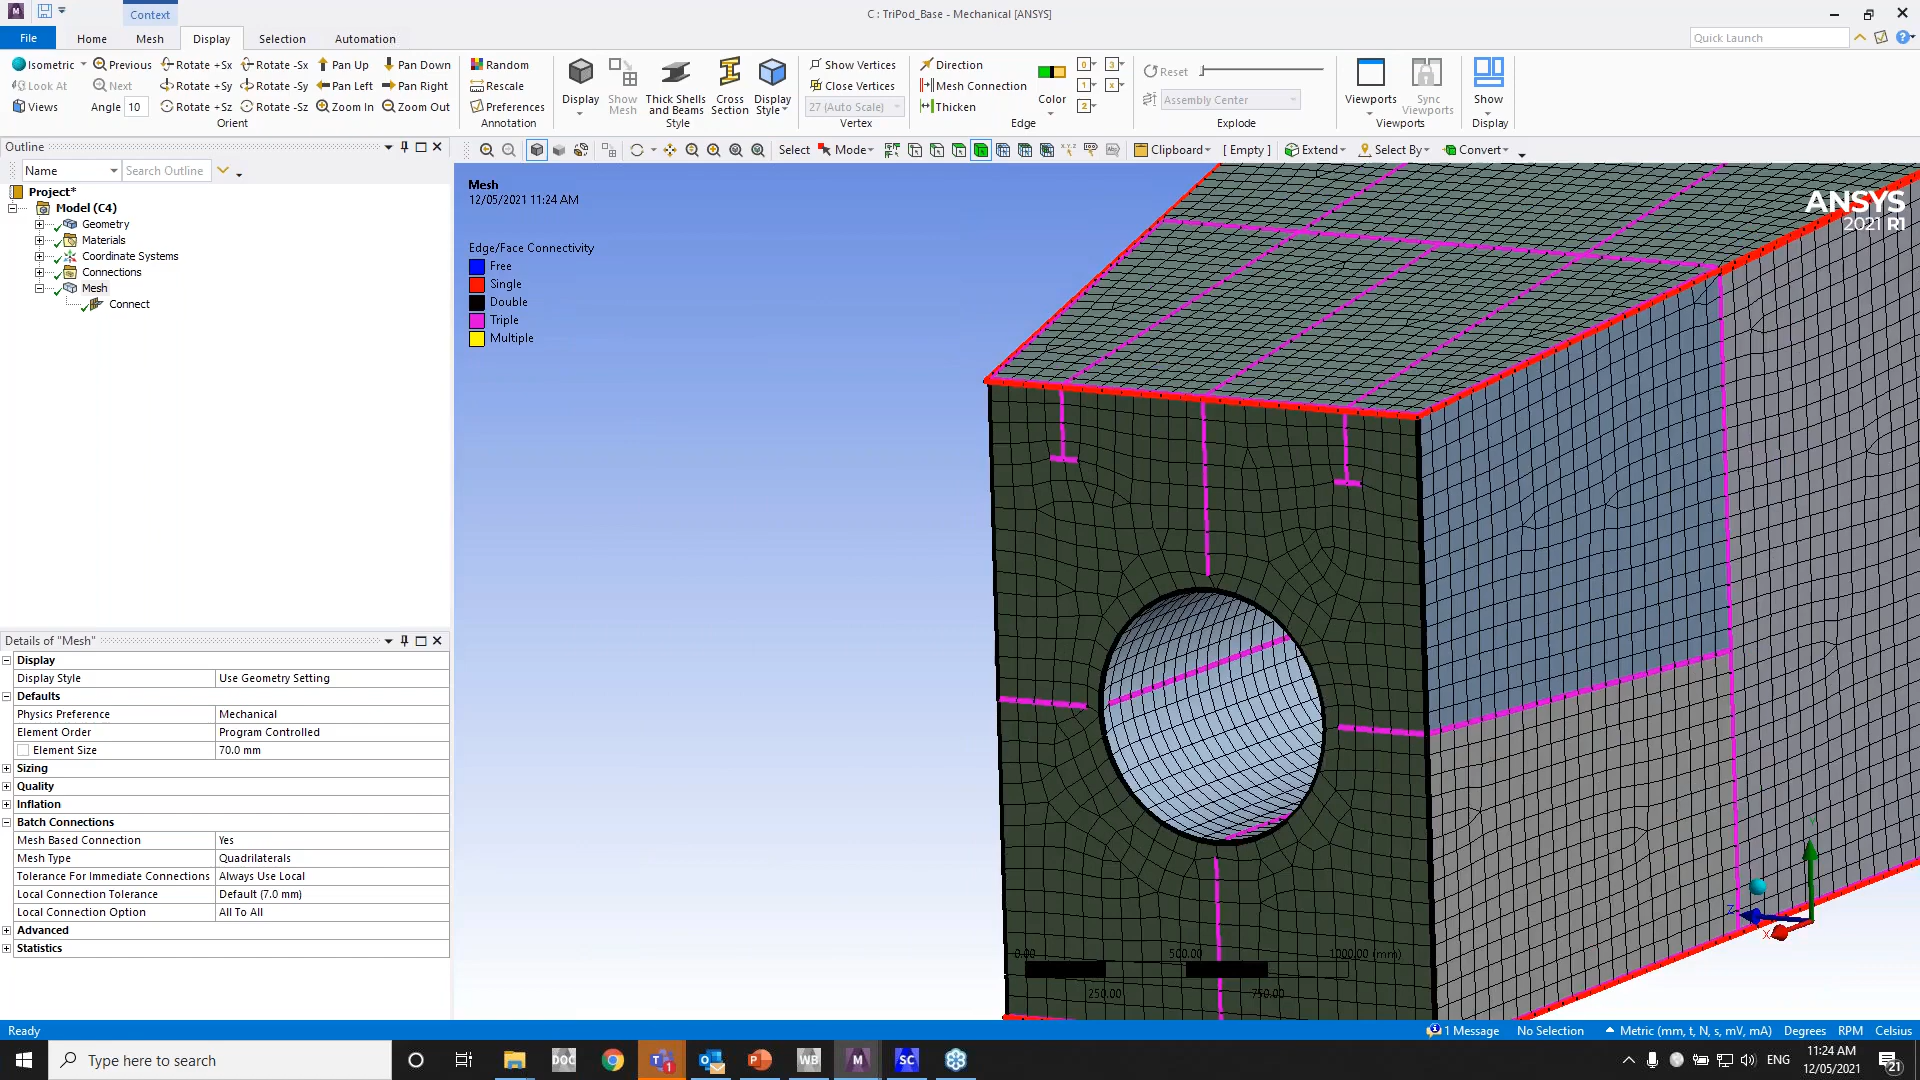 Context
C : TriPod_Base - Mechanical [ANSYS]
File Home Mesh Display Selection Automation
Quick Launch
Isometric Previous Rotate +Sx Rotate -Sx Pan Up Pan Down
Look At Next Rotate +Sy Rotate -Sy Pan Left Pan Right
Views Angle 10 Rotate +Sz Rotate -Sz Zoom In Zoom Out
Orient
Random
Rescale
Preferences
Annotation
Display
Show Mesh
Thick Shells and Beams
Cross Section
Display Style
Style
Show Vertices
Close Vertices
27 (Auto Scale)
Vertex
Direction
Mesh Connection
Thicken
Color
0 3
1 x
2
Edge
Reset
Assembly Center
Explode
Viewports
Sync Viewports
Viewports
Show
Display
Outline
Name Search Outline
Project*
Model (C4)
Geometry
Materials
Coordinate Systems
Connections
Mesh
Connect
Select Mode Clipboard [ Empty ] Extend Select By Convert
Mesh
12/05/2021 11:24 AM
Edge/Face Connectivity
Free
Single
Double
Triple
Multiple
ANSYS
2021 R1
Details of "Mesh"
Display
Display Style Use Geometry Setting
Defaults
Physics Preference Mechanical
Element Order Program Controlled
Element Size 70.0 mm
Sizing
Quality
Inflation
Batch Connections
Mesh Based Connection Yes
Mesh Type Quadrilaterals
Tolerance For Immediate Connections Always Use Local
Local Connection Tolerance Default (7.0 mm)
Local Connection Option All To All
Advanced
Statistics
Y
Z
X
0.00 500.00 1000.00 (mm)
250.00 750.00
Ready
1 Message No Selection Metric (mm, t, N, s, mV, mA) Degrees RPM Celsius
Type here to search
DOC
WB
M
SC
ENG
11:24 AM
12/05/2021
21